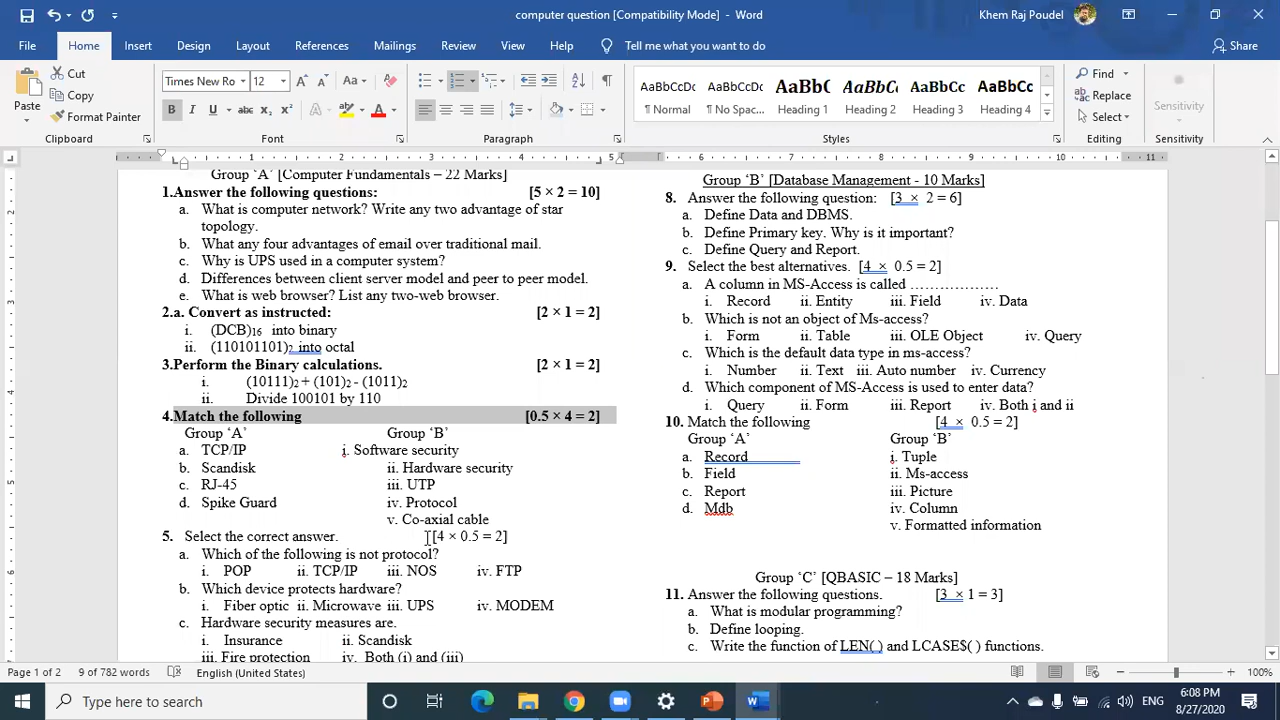 computer question [Compatibility Mode] - Word
Khem Raj Poudel
File Home Insert Design Layout References Mailings Review View Help Tell me what you want to do Share
Paste
Cut
Copy
Format Painter
Clipboard
Times New Ro 12
Font
Paragraph
AaBbCcDc AaBbCcDc AaBbC AaBbCc AaBbCc AaBbCc
¶ Normal ¶ No Spac... Heading 1 Heading 2 Heading 3 Heading 4
Styles
Find
Replace
Select
Editing
Sensitivity
Sensitivity
Group ‘A’ [Computer Fundamentals – 22 Marks]
1.Answer the following questions: [5 × 2 = 10]
a. What is computer network? Write any two advantage of star
topology.
b. What any four advantages of email over traditional mail.
c. Why is UPS used in a computer system?
d. Differences between client server model and peer to peer model.
e. What is web browser? List any two-web browser.
2.a. Convert as instructed: [2 × 1 = 2]
i. (DCB)16 into binary
ii. (110101101)2 into octal
3.Perform the Binary calculations. [2 × 1 = 2]
i. (10111)2 + (101)2 - (1011)2
ii. Divide 100101 by 110
4.Match the following [0.5 × 4 = 2]
Group ‘A’ Group ‘B’
a. TCP/IP i. Software security
b. Scandisk ii. Hardware security
c. RJ-45 iii. UTP
d. Spike Guard iv. Protocol
v. Co-axial cable
5. Select the correct answer. [4 × 0.5 = 2]
a. Which of the following is not protocol?
i. POP ii. TCP/IP iii. NOS iv. FTP
b. Which device protects hardware?
i. Fiber optic ii. Microwave iii. UPS iv. MODEM
c. Hardware security measures are.
i. Insurance ii. Scandisk
iii. Fire protection iv. Both (i) and (iii)
Group ‘B’ [Database Management - 10 Marks]
8. Answer the following question: [3 × 2 = 6]
a. Define Data and DBMS.
b. Define Primary key. Why is it important?
c. Define Query and Report.
9. Select the best alternatives. [4 × 0.5 = 2]
a. A column in MS-Access is called …………………
i. Record ii. Entity iii. Field iv. Data
b. Which is not an object of Ms-access?
i. Form ii. Table iii. OLE Object iv. Query
c. Which is the default data type in ms-access?
i. Number ii. Text iii. Auto number iv. Currency
d. Which component of MS-Access is used to enter data?
i. Query ii. Form iii. Report iv. Both i and ii
10. Match the following [4 × 0.5 = 2]
Group ‘A’ Group ‘B’
a. Record i. Tuple
b. Field ii. Ms-access
c. Report iii. Picture
d. Mdb iv. Column
v. Formatted information
Group ‘C’ [QBASIC – 18 Marks]
11. Answer the following questions. [3 × 1 = 3]
a. What is modular programming?
b. Define looping.
c. Write the function of LEN( ) and LCASE$( ) functions.
Page 1 of 2 9 of 782 words English (United States) 100%
Type here to search
ENG
6:08 PM
8/27/2020